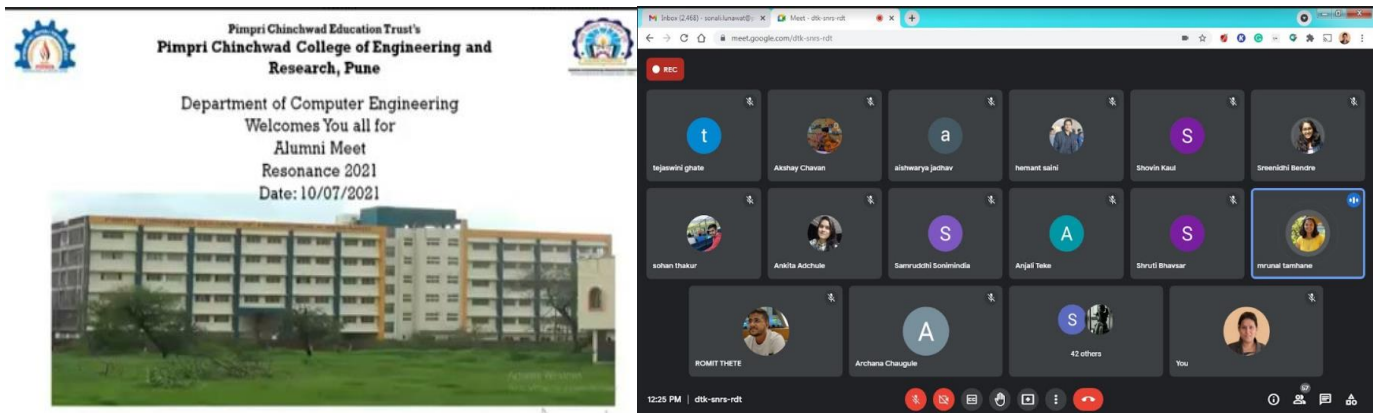 Pimpri Chinchwad Education Trust's
Pimpri Chinchwad College of Engineering and
Research, Pune
Department of Computer Engineering
Welcomes You all for
Alumni Meet
Resonance 2021
Date: 10/07/2021
Inbox (2,468) - sonali.lunawat@
Meet - dtk-snrs-rdt
meet.google.com/dtk-snrs-rdt
REC
t
tejaswini ghate
Akshay Chavan
a
aishwarya jadhav
hemant saini
S
Shovin Kaul
Sreenidhi Bendre
sohan thakur
Ankita Adchule
S
Samruddhi Sonimindia
A
Anjali Teke
S
Shruti Bhavsar
mrunal tamhane
ROMIT THETE
A
Archana Chaugule
S
42 others
You
12:25 PM | dtk-snrs-rdt
57